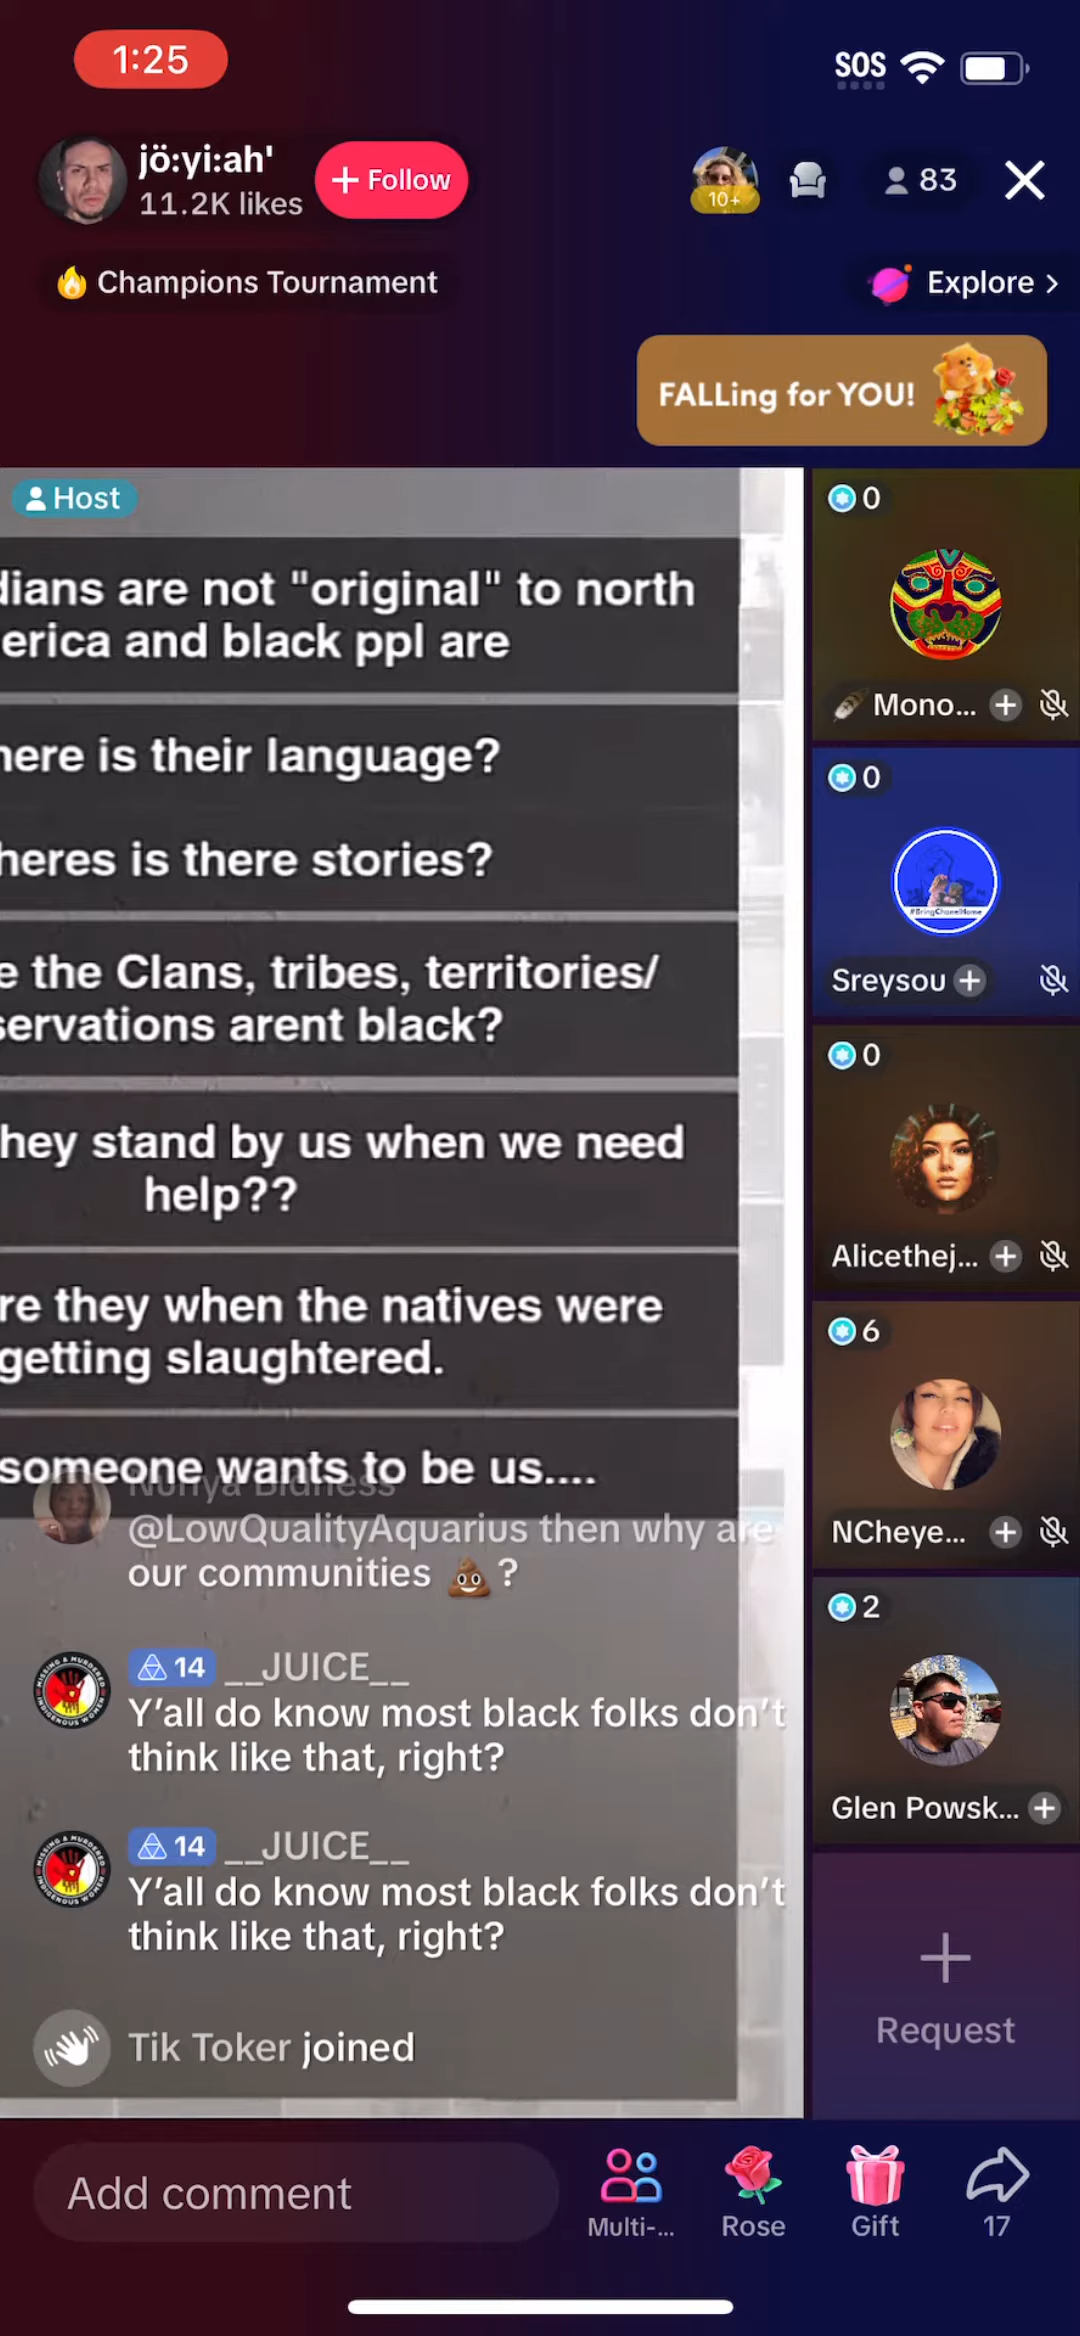 1:25
SOS
jö:yi:ah'
11.2K likes
+ Follow
10+
83
Champions Tournament
Explore >
FALLing for YOU!
Host
dians are not "original" to north
erica and black ppl are
here is their language?
heres is there stories?
e the Clans, tribes, territories/
servations arent black?
hey stand by us when we need
help??
re they when the natives were
getting slaughtered.
someone wants to be us....
Nunya Bidness
@LowQualityAquarius then why are
our communities 💩 ?
14 __JUICE__
Y'all do know most black folks don't
think like that, right?
14 __JUICE__
Y'all do know most black folks don't
think like that, right?
Tik Toker joined
0
Mono...
0
#BringChanelHome
Sreysou
0
Alicethej...
6
NCheye...
2
Glen Powsk...
Request
Add comment
Multi-...
Rose
Gift
17